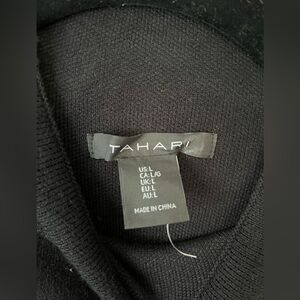 TAHARI
US:L
CA:L/G
UK:L
EU:L
AU:L
MADE IN CHINA